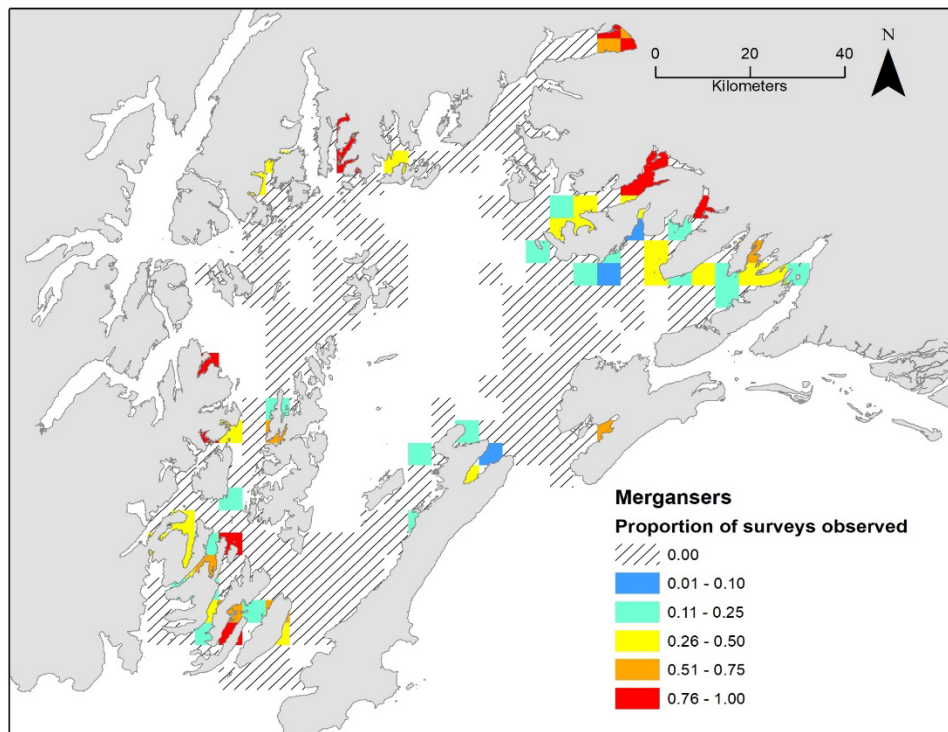 N
0 20 40
Kilometers
Mergansers
Proportion of surveys observed
0.00
0.01 - 0.10
0.11 - 0.25
0.26 - 0.50
0.51 - 0.75
0.76 - 1.00